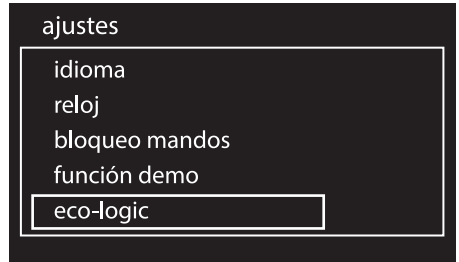 ajustes
idioma
reloj
bloqueo mandos
función demo
eco-logic